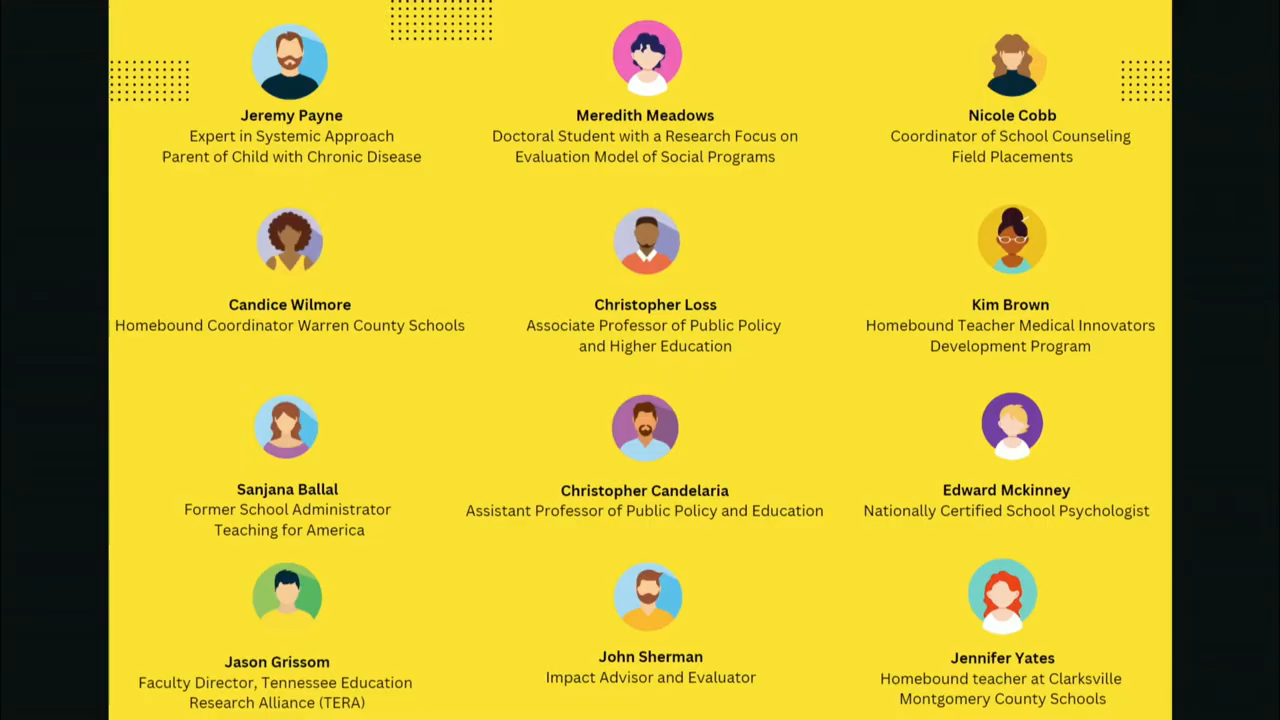 Jeremy Payne
Expert in Systemic Approach
Parent of Child with Chronic Disease
Meredith Meadows
Doctoral Student with a Research Focus on
Evaluation Model of Social Programs
Nicole Cobb
Coordinator of School Counseling
Field Placements
Candice Wilmore
Homebound Coordinator Warren County Schools
Christopher Loss
Associate Professor of Public Policy
and Higher Education
Kim Brown
Homebound Teacher Medical Innovators
Development Program
Sanjana Ballal
Former School Administrator
Teaching for America
Christopher Candelaria
Assistant Professor of Public Policy and Education
Edward Mckinney
Nationally Certified School Psychologist
Jason Grissom
Faculty Director, Tennessee Education
Research Alliance (TERA)
John Sherman
Impact Advisor and Evaluator
Jennifer Yates
Homebound teacher at Clarksville
Montgomery County Schools